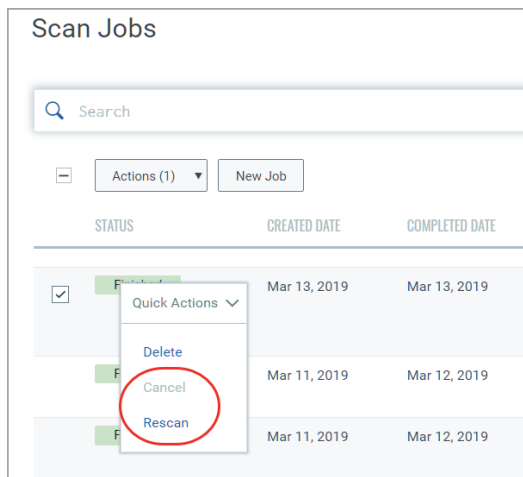 Scan Jobs
Search
Actions (1) ▼ New Job
STATUS CREATED DATE COMPLETED DATE
Mar 13, 2019 Mar 13, 2019
Quick Actions
Delete
F Mar 11, 2019 Mar 12, 2019
Cancel
Rescan
F Mar 11, 2019 Mar 12, 2019